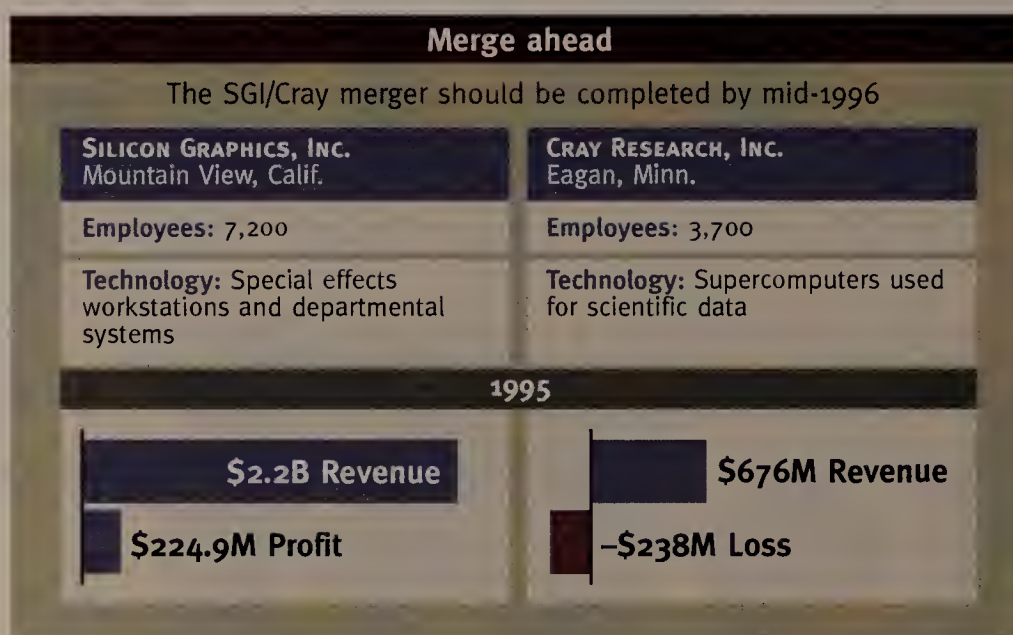 Merge ahead
The SGI/Cray merger should be completed by mid-1996
SILICON GRAPHICS, INC.
Mountain View, Calif.
Employees: 7,200
Technology: Special effects
workstations and departmental
systems
CRAY RESEARCH, INC.
Eagan, Minn.
Employees: 3,700
Technology: Supercomputers used
for scientific data
1995
$2.2B Revenue
$224.9M Profit
$676M Revenue
–$238M Loss